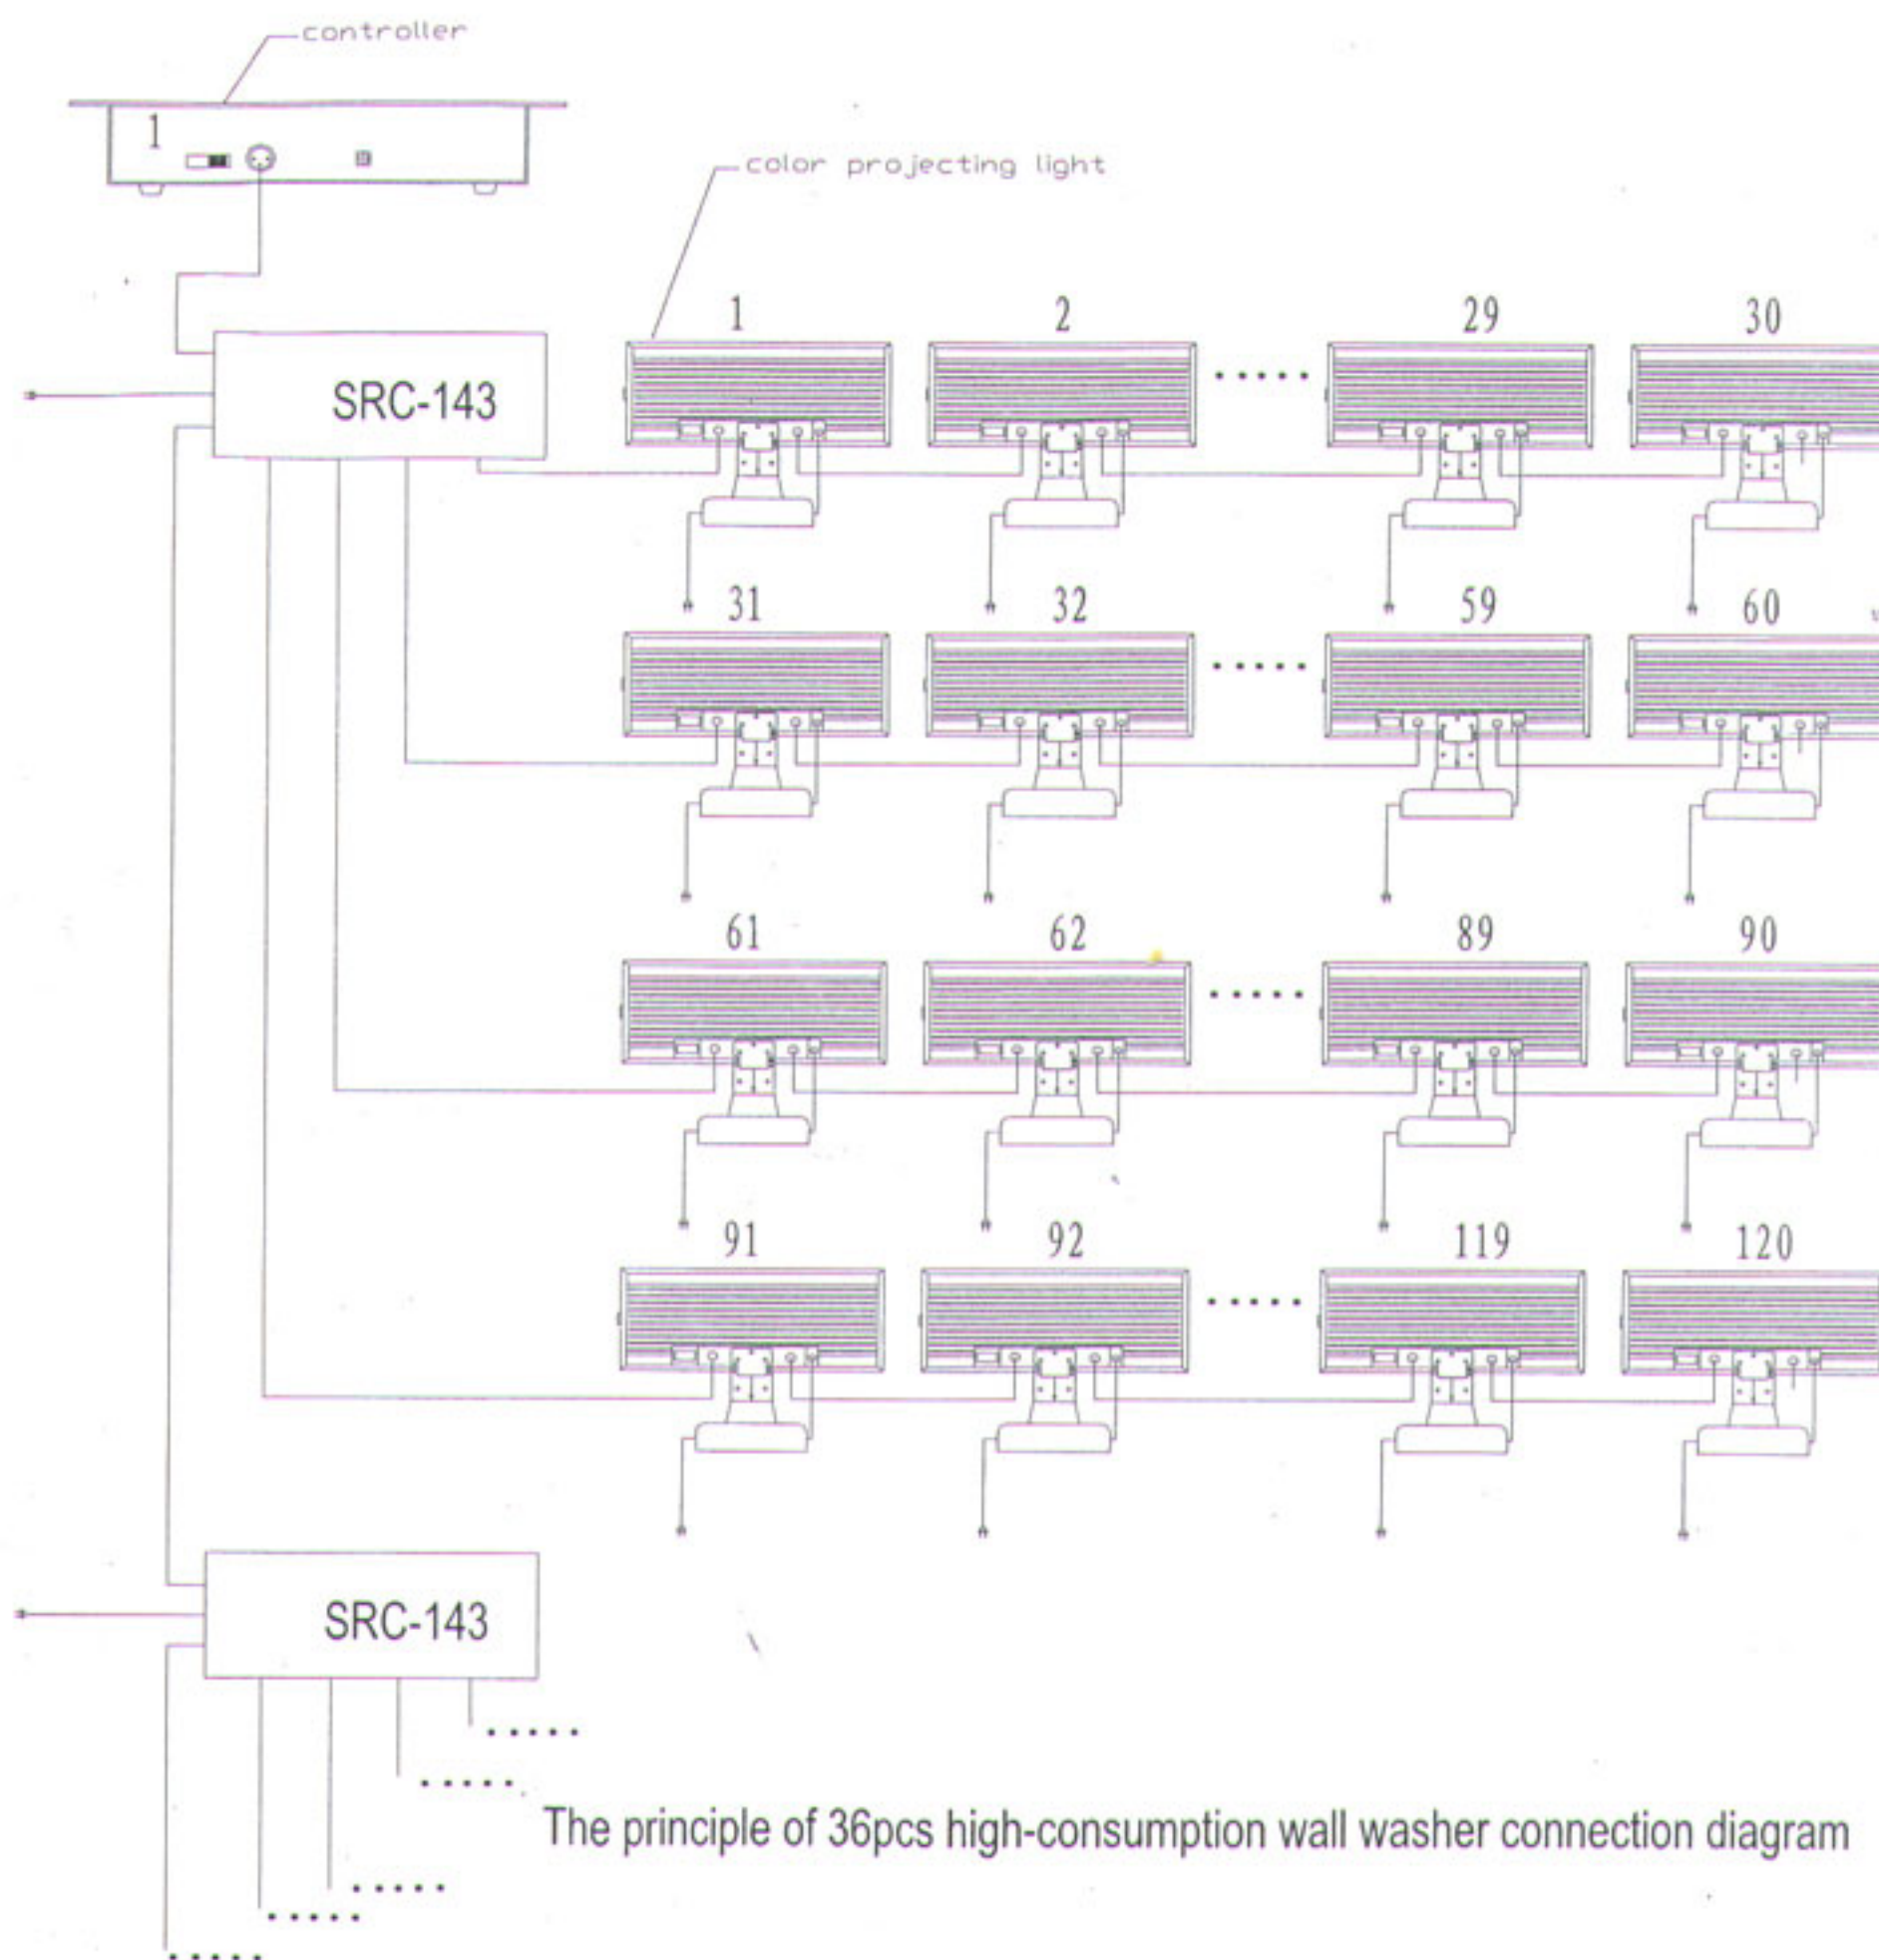 controller
1
color projecting light
SRC-143
1 2 29 30
31 32 59 60
61 62 89 90
91 92 119 120
SRC-143
The principle of 36pcs high-consumption wall washer connection diagram